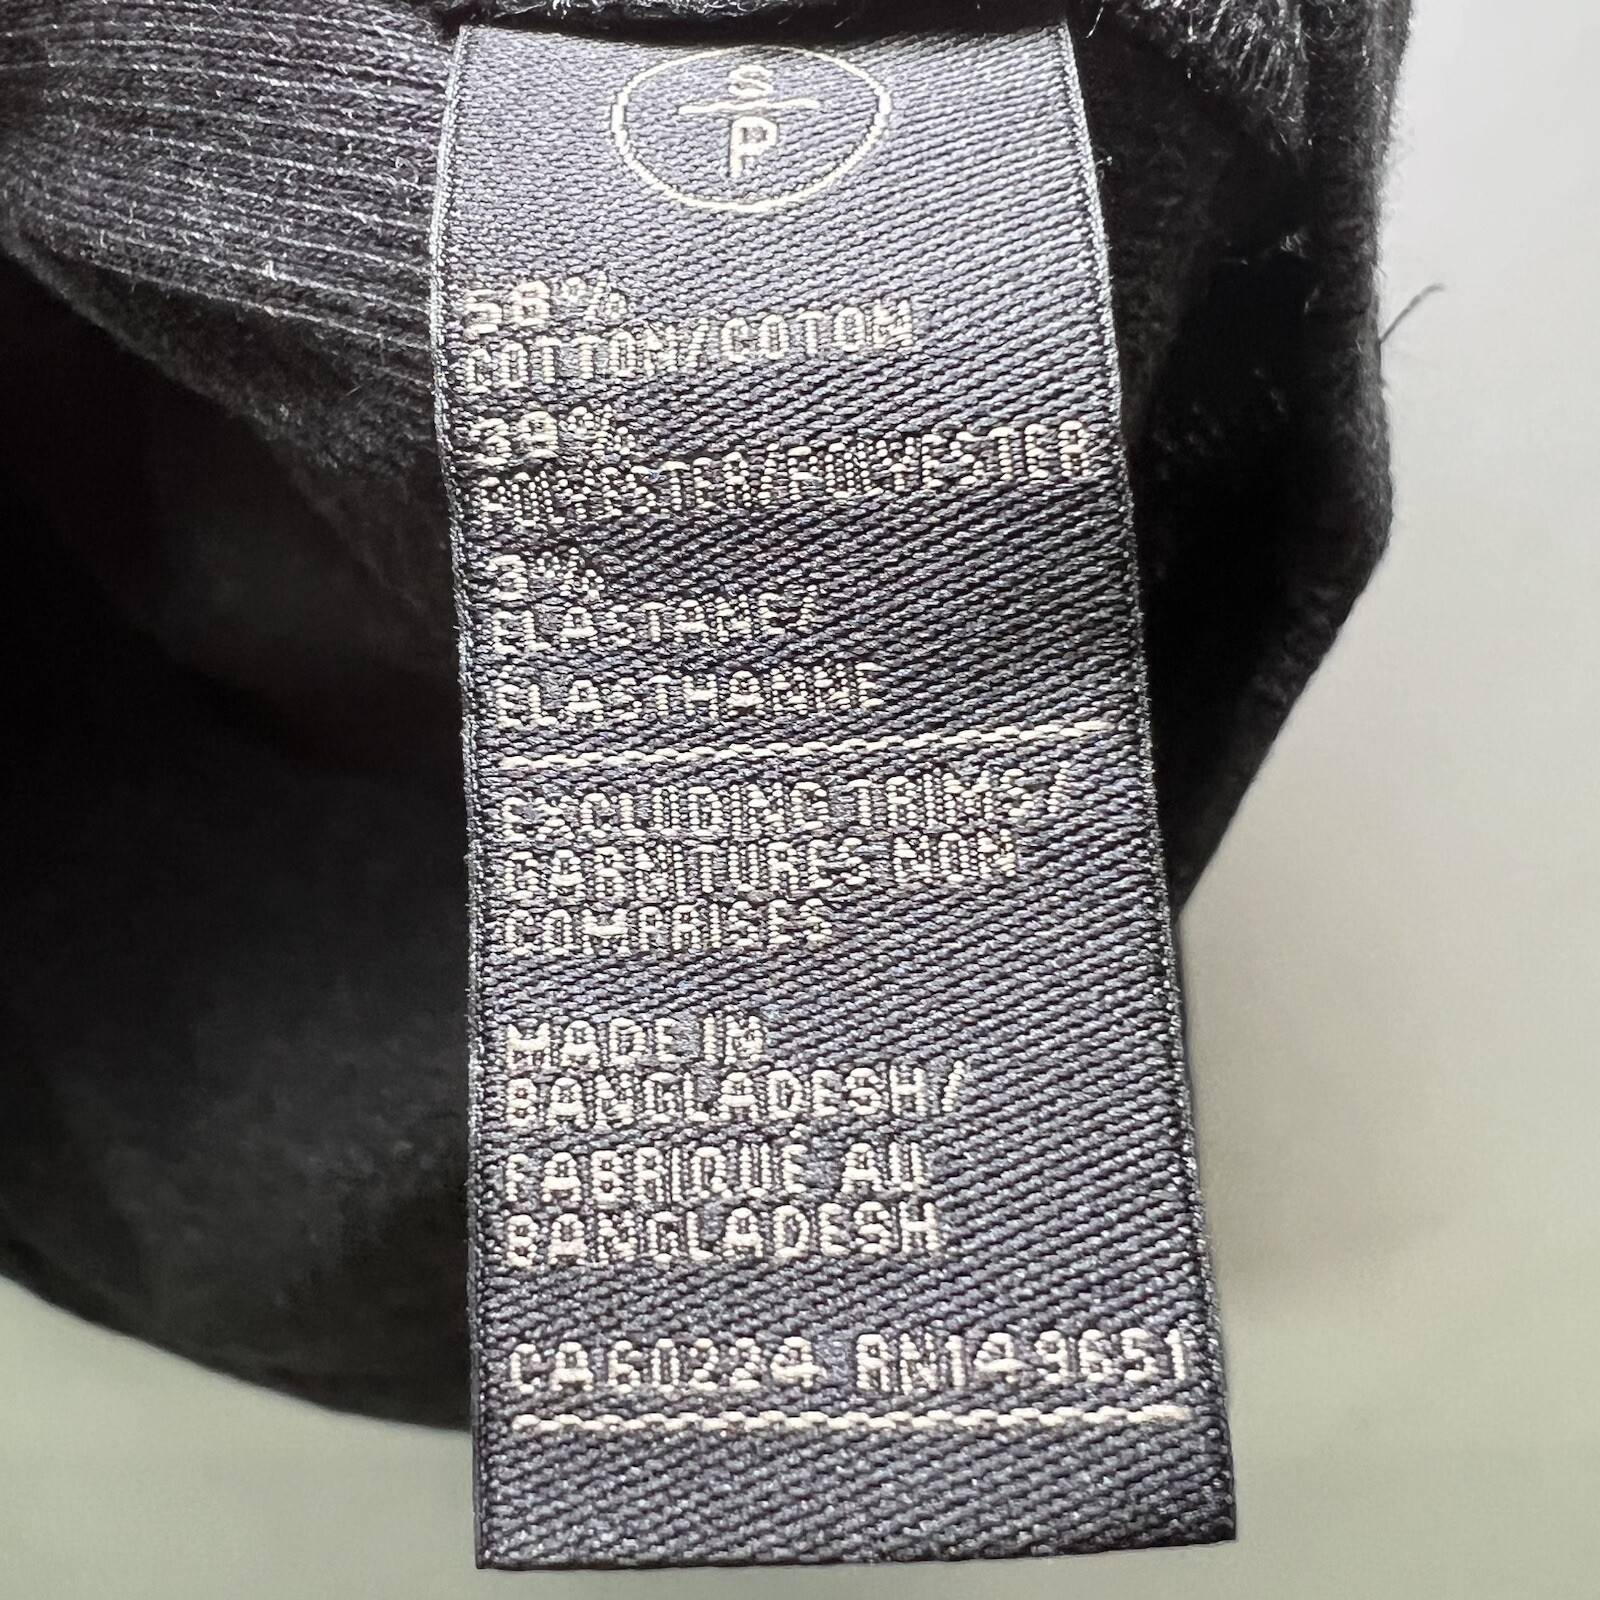 S
P
58%
COTTON/COTON
39%
POLYESTER/POLYESTER
3%
ELASTANE/
ELASTHANNE
EXCLUDING TRIMS/
GARNITURES NON
COMPRISES
MADE IN
BANGLADESH/
FABRIQUÉ AU
BANGLADESH
CA60224 RN149651